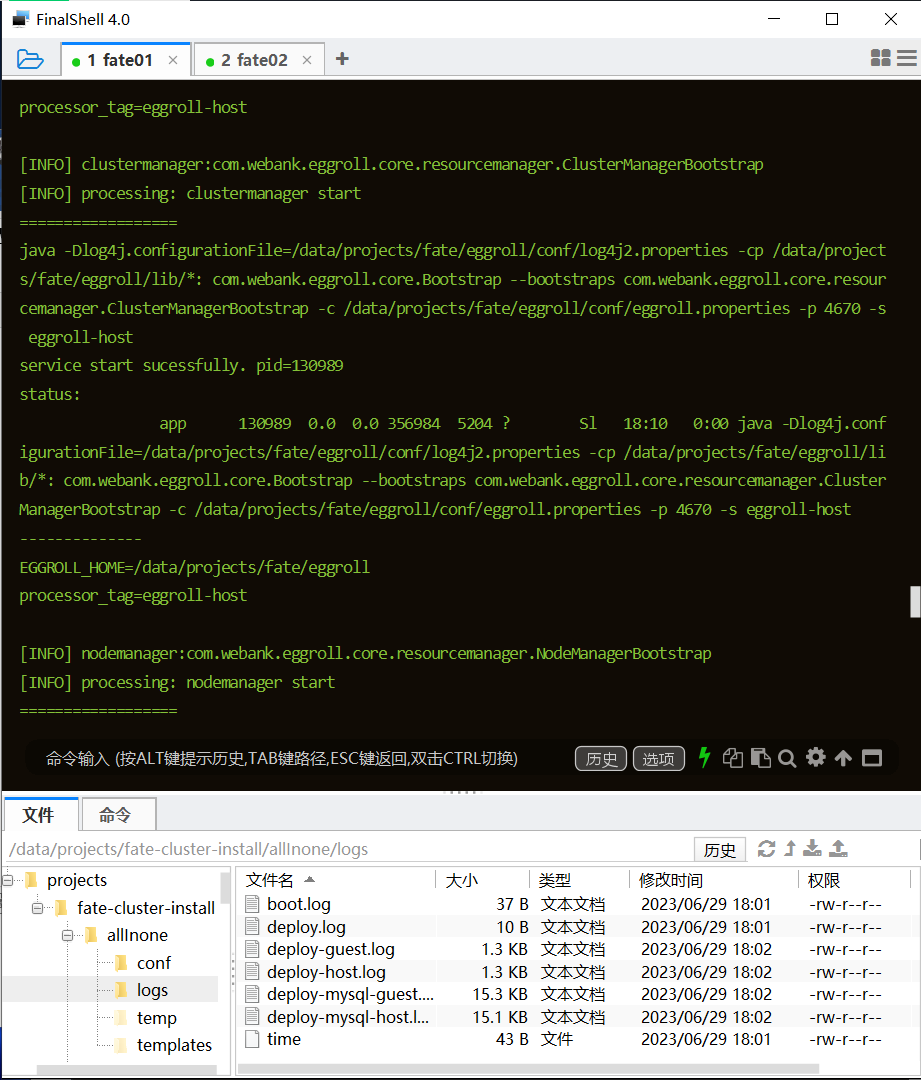 FinalShell 4.0
1 fate01 × 2 fate02 × +
processor_tag=eggroll-host
[INFO] clustermanager:com.webank.eggroll.core.resourcemanager.ClusterManagerBootstrap
[INFO] processing: clustermanager start
==================
java -Dlog4j.configurationFile=/data/projects/fate/eggroll/conf/log4j2.properties -cp /data/project
s/fate/eggroll/lib/*: com.webank.eggroll.core.Bootstrap --bootstraps com.webank.eggroll.core.resour
cemanager.ClusterManagerBootstrap -c /data/projects/fate/eggroll/conf/eggroll.properties -p 4670 -s
eggroll-host
service start sucessfully. pid=130989
status:
app 130989 0.0 0.0 356984 5204 ? Sl 18:10 0:00 java -Dlog4j.conf
igurationFile=/data/projects/fate/eggroll/conf/log4j2.properties -cp /data/projects/fate/eggroll/li
b/*: com.webank.eggroll.core.Bootstrap --bootstraps com.webank.eggroll.core.resourcemanager.Cluster
ManagerBootstrap -c /data/projects/fate/eggroll/conf/eggroll.properties -p 4670 -s eggroll-host
--------------
EGGROLL_HOME=/data/projects/fate/eggroll
processor_tag=eggroll-host
[INFO] nodemanager:com.webank.eggroll.core.resourcemanager.NodeManagerBootstrap
[INFO] processing: nodemanager start
==================
命令输入 (按ALT键提示历史,TAB键路径,ESC键返回,双击CTRL切换) 历史 选项
文件 命令
/data/projects/fate-cluster-install/allInone/logs 历史
projects
fate-cluster-install
allInone
conf
logs
temp
templates
文件名 大小 类型 修改时间 权限
boot.log 37 B 文本文档 2023/06/29 18:01 -rw-r--r--
deploy.log 10 B 文本文档 2023/06/29 18:01 -rw-r--r--
deploy-guest.log 1.3 KB 文本文档 2023/06/29 18:02 -rw-r--r--
deploy-host.log 1.3 KB 文本文档 2023/06/29 18:02 -rw-r--r--
deploy-mysql-guest.... 15.3 KB 文本文档 2023/06/29 18:02 -rw-r--r--
deploy-mysql-host.l... 15.1 KB 文本文档 2023/06/29 18:02 -rw-r--r--
time 43 B 文件 2023/06/29 18:01 -rw-r--r--